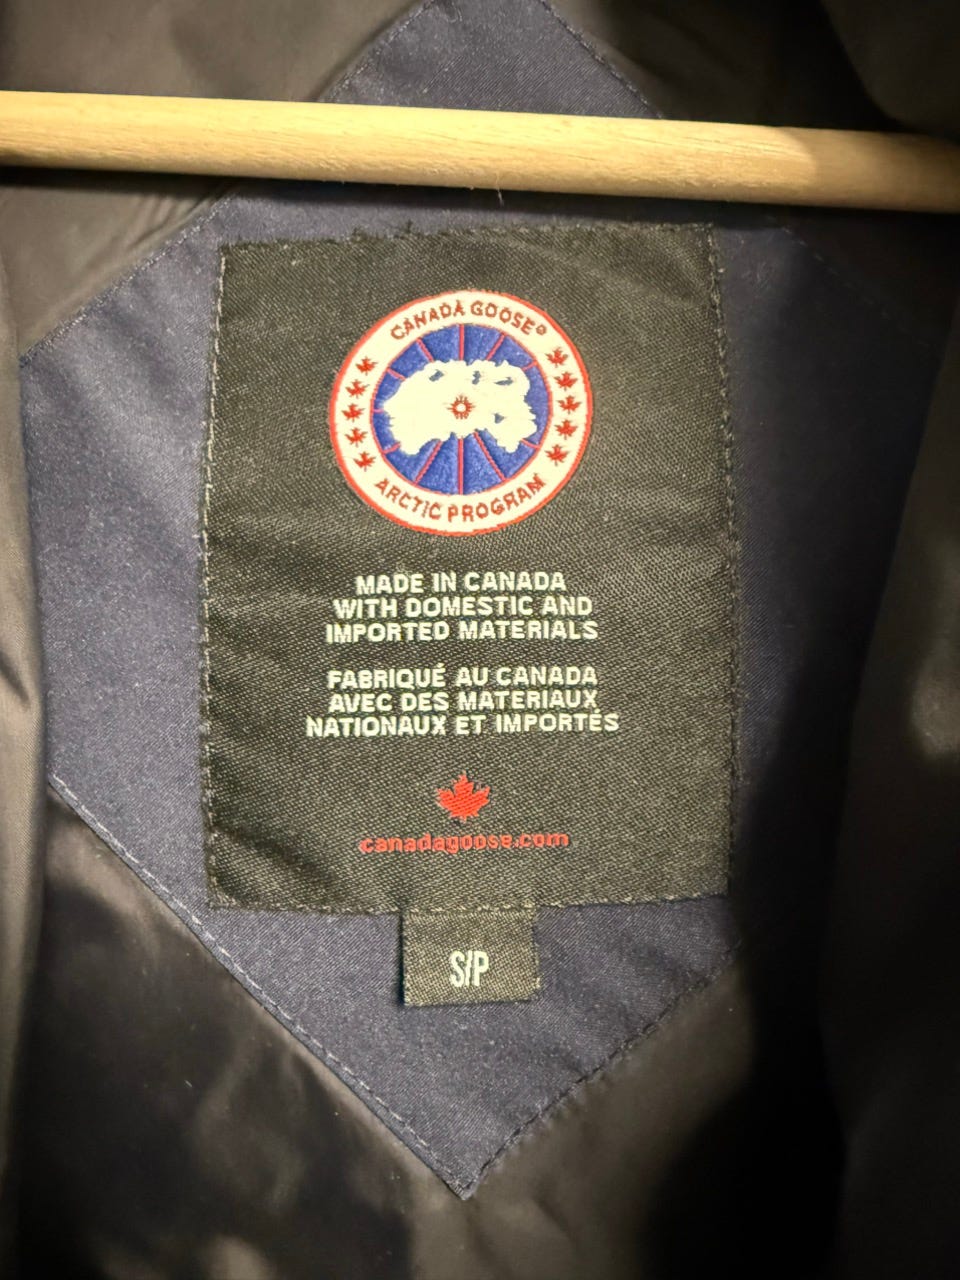 CANADA GOOSE®
ARCTIC PROGRAM
MADE IN CANADA
WITH DOMESTIC AND
IMPORTED MATERIALS
FABRIQUÉ AU CANADA
AVEC DES MATERIAUX
NATIONAUX ET IMPORTÉS
canadagoose.com
S/P